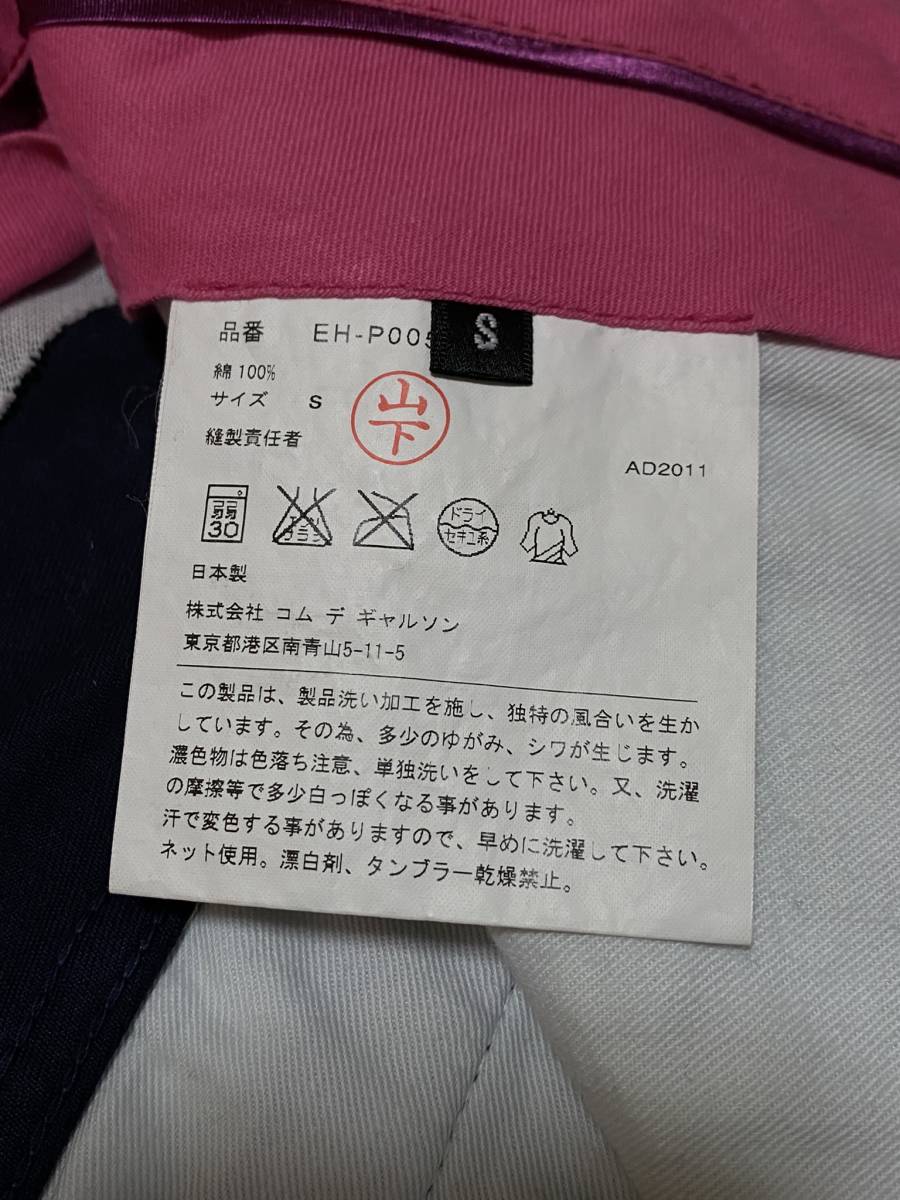 品番 EH-P005
S
綿 100%
サイズ S
縫製責任者
山下
AD2011
弱
30
ドライ
セキユ系
日本製
株式会社 コム デ ギャルソン
東京都港区南青山5-11-5
この製品は、製品洗い加工を施し、独特の風合いを生か
しています。その為、多少のゆがみ、シワが生じます。
濃色物は色落ち注意、単独洗いをして下さい。又、洗濯
の摩擦等で多少白っぽくなる事があります。
汗で変色する事がありますので、早めに洗濯して下さい。
ネット使用。漂白剤、タンブラー乾燥禁止。